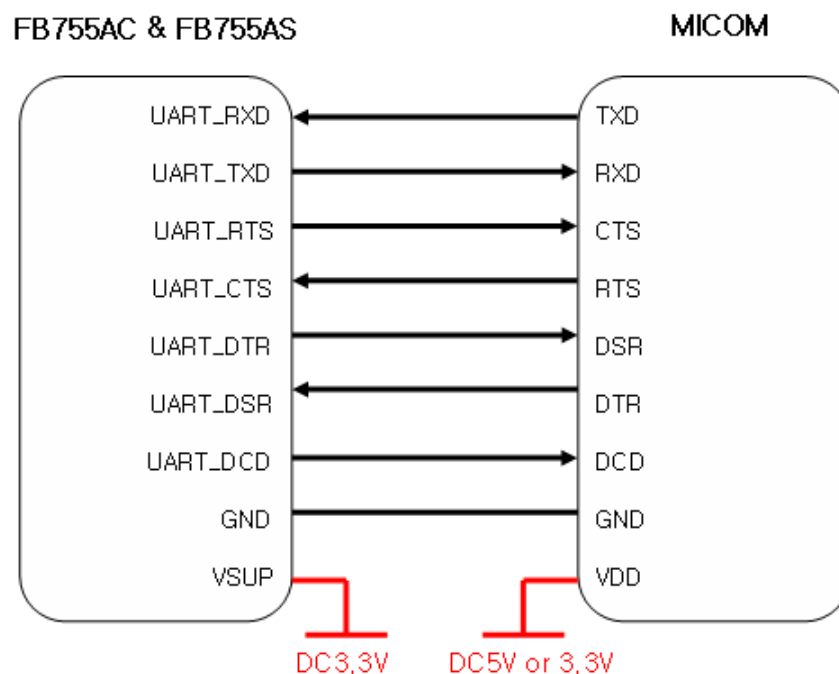 FB755AC & FB755AS
MICOM
UART_RXD
TXD
UART_TXD
RXD
UART_RTS
CTS
UART_CTS
RTS
UART_DTR
DSR
UART_DSR
DTR
UART_DCD
DCD
GND
GND
VSUP
VDD
DC3,3V
DC5V or 3,3V